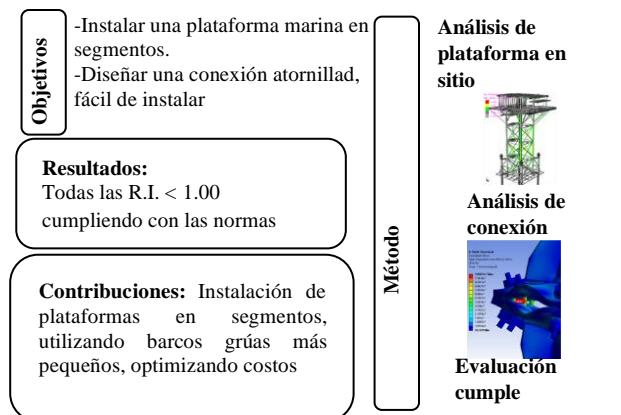 Objetivos
-Instalar una plataforma marina en
segmentos.
-Diseñar una conexión atornillad,
fácil de instalar
Resultados:
Todas las R.I. < 1.00
cumpliendo con las normas
Contribuciones: Instalación de
plataformas en segmentos,
utilizando barcos grúas más
pequeños, optimizando costos
Método
Análisis de
plataforma en
sitio
Análisis de
conexión
Evaluación
cumple